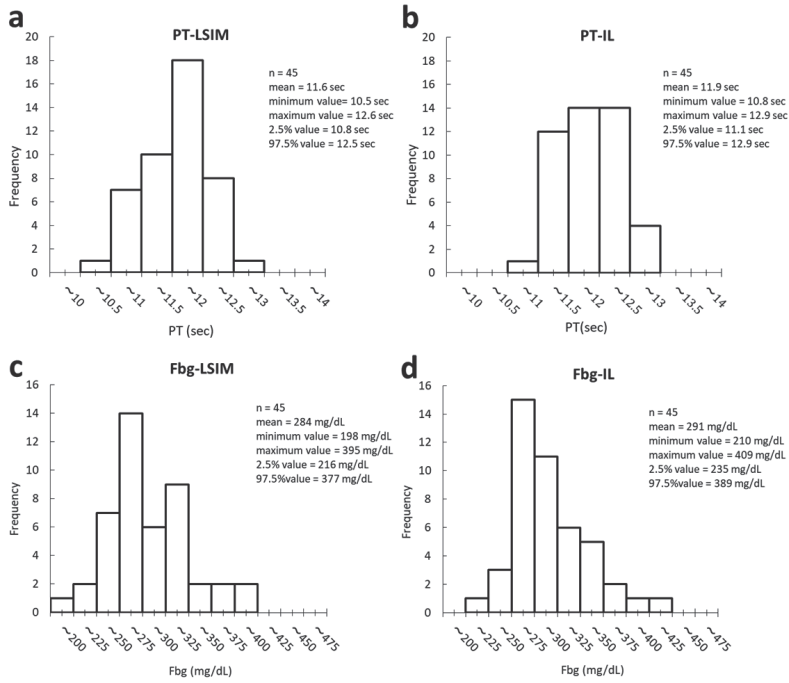 a
PT-LSIM
20
18
16
14
12
10
8
6
4
2
0
Frequency
n = 45
mean = 11.6 sec
minimum value= 10.5 sec
maximum value = 12.6 sec
2.5% value = 10.8 sec
97.5% value = 12.5 sec
~10
~10.5
~11
~11.5
~12
~12.5
~13
~13.5
~14
PT (sec)
b
PT-IL
20
18
16
14
12
10
8
6
4
2
0
Frequency
n = 45
mean = 11.9 sec
minimum value = 10.8 sec
maximum value = 12.9 sec
2.5% value = 11.1 sec
97.5% value = 12.9 sec
~10
~10.5
~11
~11.5
~12
~12.5
~13
~13.5
~14
PT(sec)
c
Fbg-LSIM
16
14
12
10
8
6
4
2
0
Frequency
n = 45
mean = 284 mg/dL
minimum value = 198 mg/dL
maximum value = 395 mg/dL
2.5% value = 216 mg/dL
97.5%value = 377 mg/dL
~200
~225
~250
~275
~300
~325
~350
~375
~400
~425
~450
~475
Fbg (mg/dL)
d
Fbg-IL
16
14
12
10
8
6
4
2
0
Frequency
n = 45
mean = 291 mg/dL
minimum value = 210 mg/dL
maximum value = 409 mg/dL
2.5% value = 235 mg/dL
97.5%value = 389 mg/dL
~200
~225
~250
~275
~300
~325
~350
~375
~400
~425
~450
~475
Fbg (mg/dL)